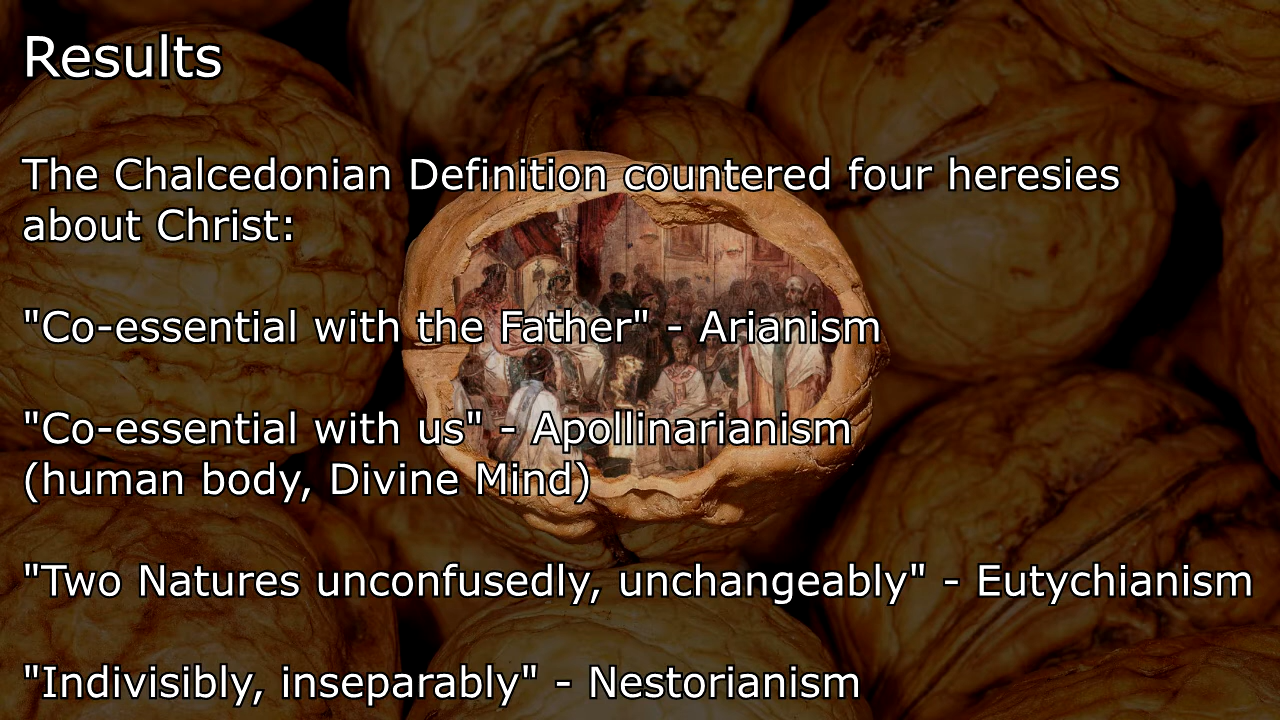 Results
The Chalcedonian Definition countered four heresies
about Christ:
"Co-essential with the Father" - Arianism
"Co-essential with us" - Apollinarianism
(human body, Divine Mind)
"Two Natures unconfusedly, unchangeably" - Eutychianism
"Indivisibly, inseparably" - Nestorianism